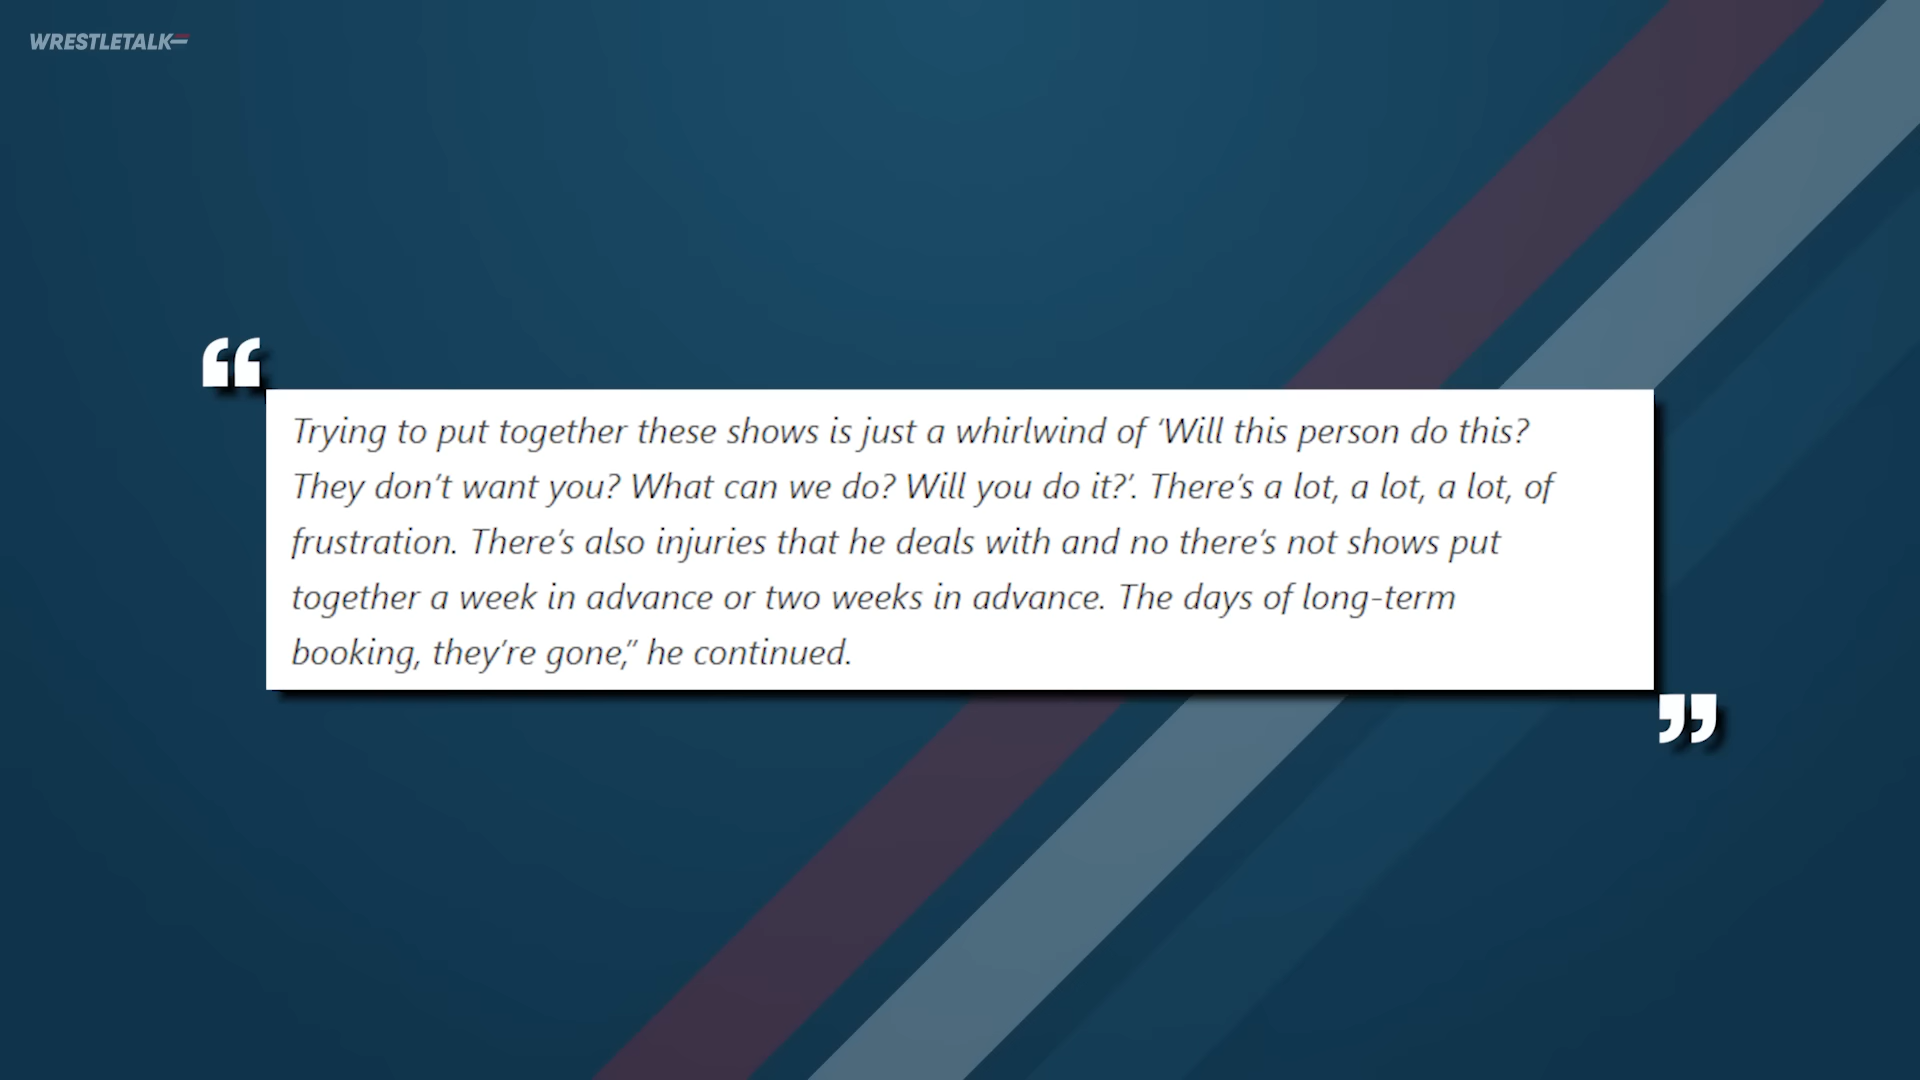 WRESTLETALK
“
Trying to put together these shows is just a whirlwind of ‘Will this person do this?
They don’t want you? What can we do? Will you do it?’. There’s a lot, a lot, a lot, of
frustration. There’s also injuries that he deals with and no there’s not shows put
together a week in advance or two weeks in advance. The days of long-term
booking, they’re gone,” he continued.
”